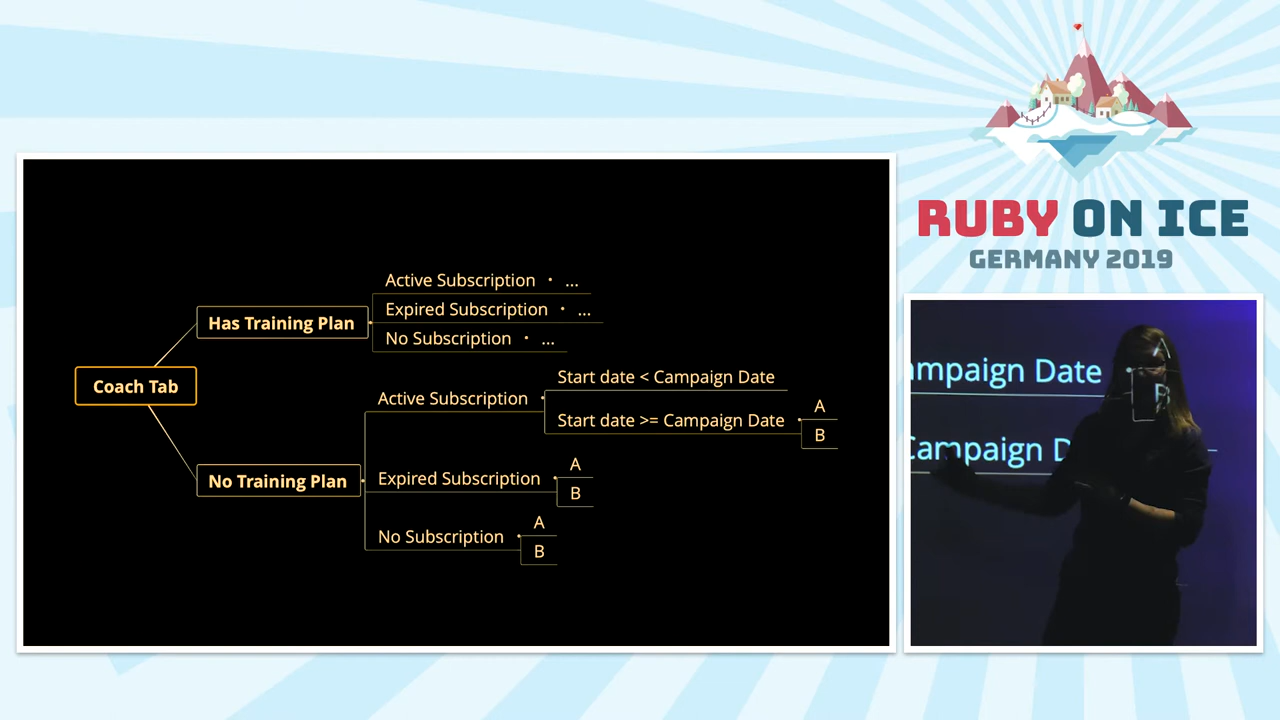 RUBY ON ICE
GERMANY 2019
Coach Tab
Has Training Plan
Active Subscription · ...
Expired Subscription · ...
No Subscription · ...
No Training Plan
Active Subscription
Start date < Campaign Date
Start date >= Campaign Date
A
B
Expired Subscription
A
B
No Subscription
A
B
mpaign Date
A
B
Campaign D